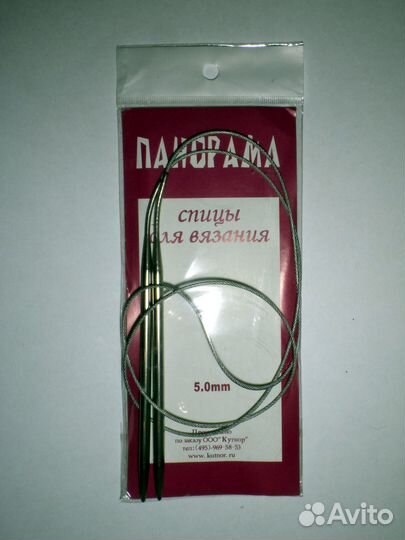 ПАНОРАМА
спицы
для вязания
5.0mm
по заказу ООО "Кутнор"
тел: (495)-969-58-53
www.kutnor.ru
Avito